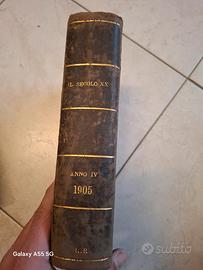 IL SECOLO XX
ANNO IV
1905
G. B.
Galaxy A55 5G
subito